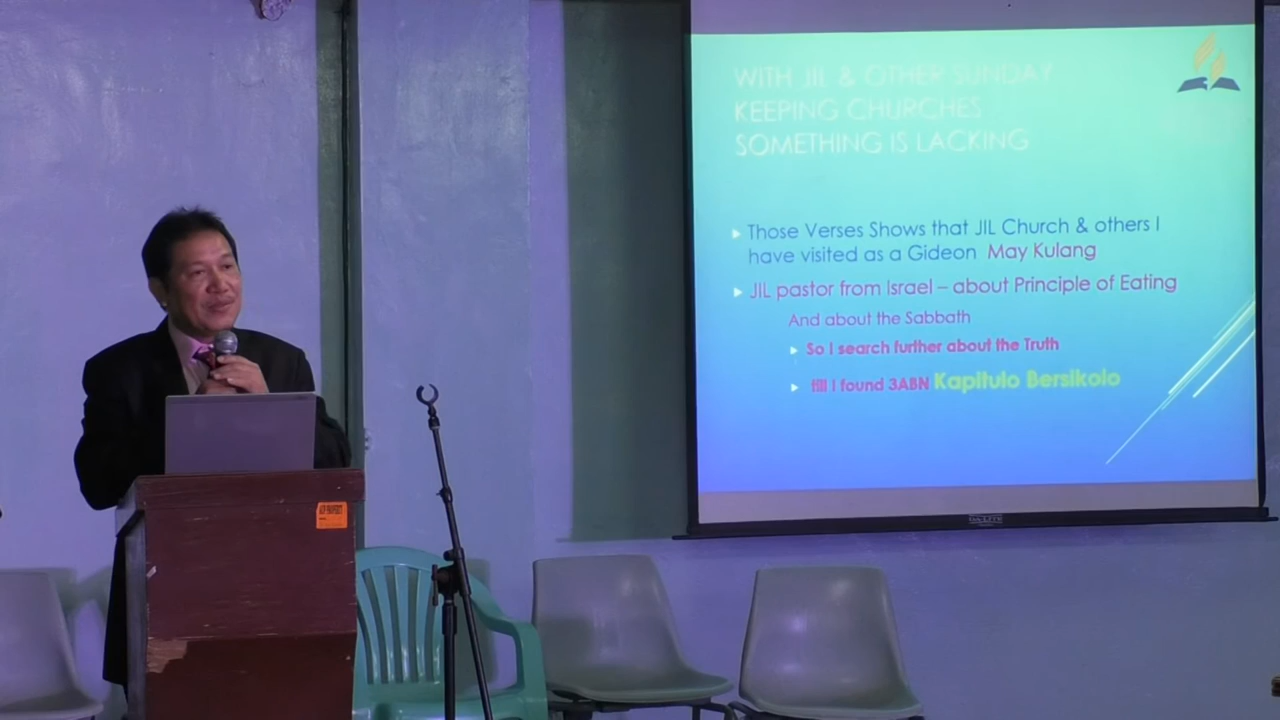 WITH JIL & OTHER SUNDAY
KEEPING CHURCHES
SOMETHING IS LACKING
Those Verses Shows that JIL Church & others I
have visited as a Gideon May Kulang
JIL pastor from Israel – about Principle of Eating
And about the Sabbath
So I search further about the Truth
till I found 3ABN Kapitulo Bersikolo